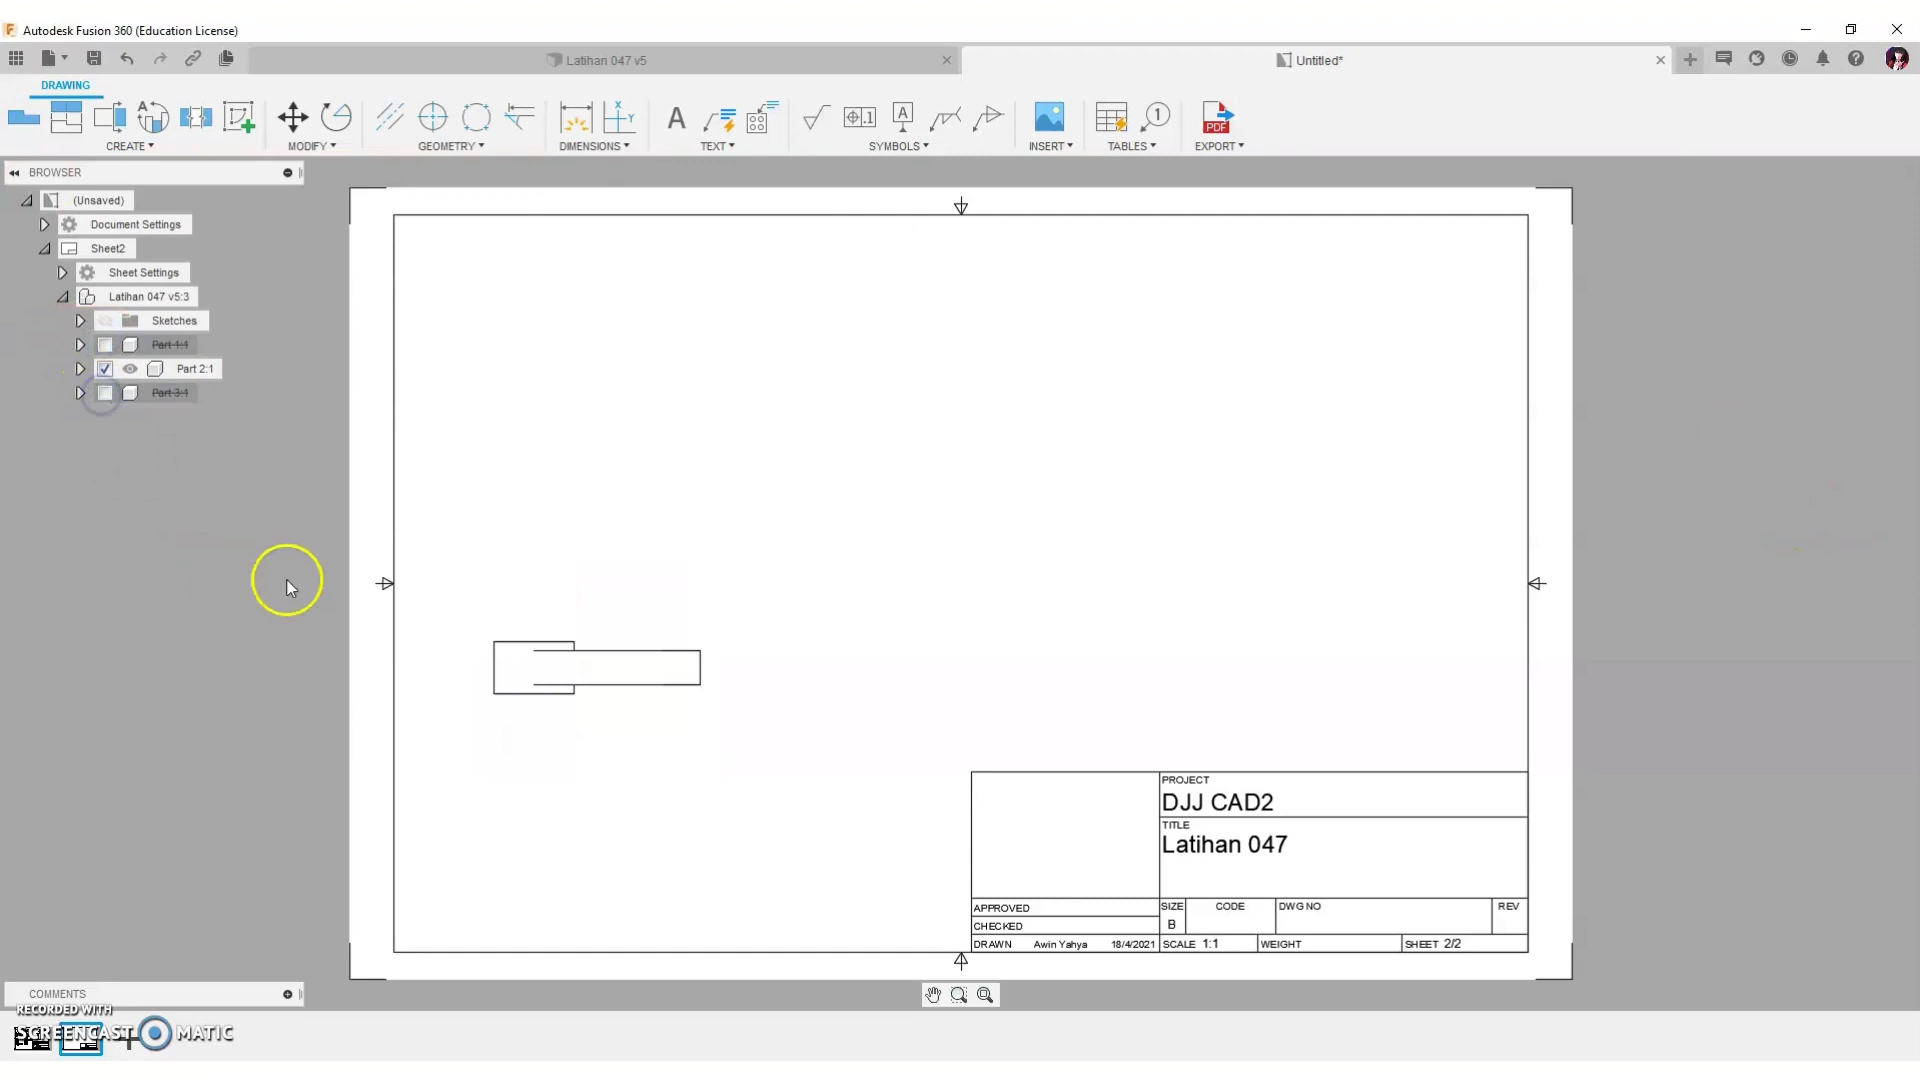 Autodesk Fusion 360 (Education License)
Latihan 047 v5
Untitled*
DRAWING
CREATE MODIFY GEOMETRY DIMENSIONS TEXT SYMBOLS INSERT TABLES EXPORT
PDF
BROWSER
(Unsaved)
Document Settings
Sheet2
Sheet Settings
Latihan 047 v5:3
Sketches
Part 1:1
Part 2:1
Part 3:1
PROJECT
DJJ CAD2
TITLE
Latihan 047
APPROVED
SIZE CODE DWG NO REV
B
CHECKED
DRAWN Awin Yahya 18/4/2021 SCALE 1:1 WEIGHT SHEET 2/2
COMMENTS
RECORDED WITH
SCREENCAST MATIC